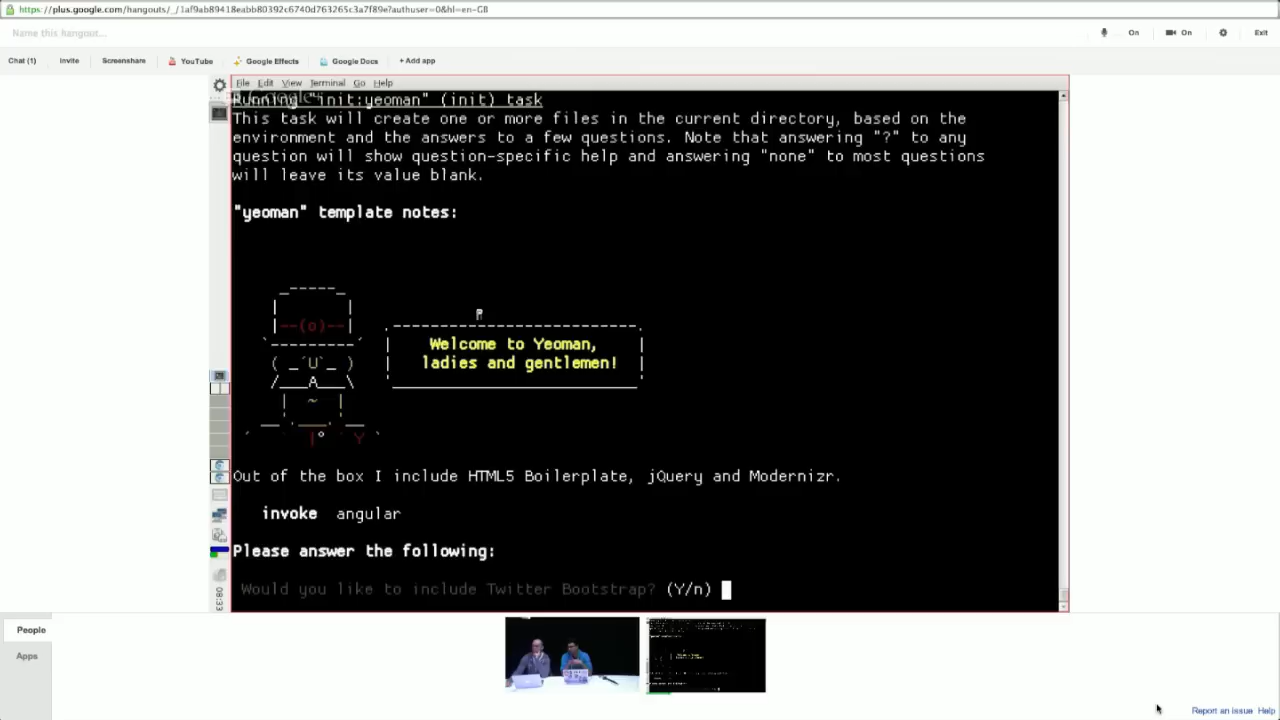 https://plus.google.com/hangouts/_/1af9ab89418eabb80392c6740d763265c3a7f89e?authuser=0&hl=en-GB
Name this hangout...
On
On
Exit
Chat (1)
Invite
Screenshare
YouTube
Google Effects
Google Docs
+ Add app
File Edit View Terminal Go Help
Running "init:yeoman" (init) task
This task will create one or more files in the current directory, based on the
environment and the answers to a few questions. Note that answering "?" to any
question will show question-specific help and answering "none" to most questions
will leave its value blank.
"yeoman" template notes:
Welcome to Yeoman,
ladies and gentlemen!
Out of the box I include HTML5 Boilerplate, jQuery and Modernizr.
invoke angular
Please answer the following:
Would you like to include Twitter Bootstrap? (Y/n)
08:33
People
Apps
Report an issue
Help